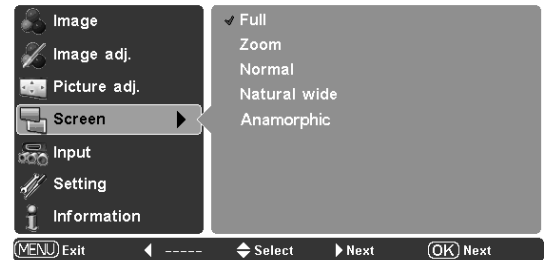 Image
Image adj.
Picture adj.
Screen
Input
Setting
Information
Full
Zoom
Normal
Natural wide
Anamorphic
MENU Exit ----- Select Next OK Next